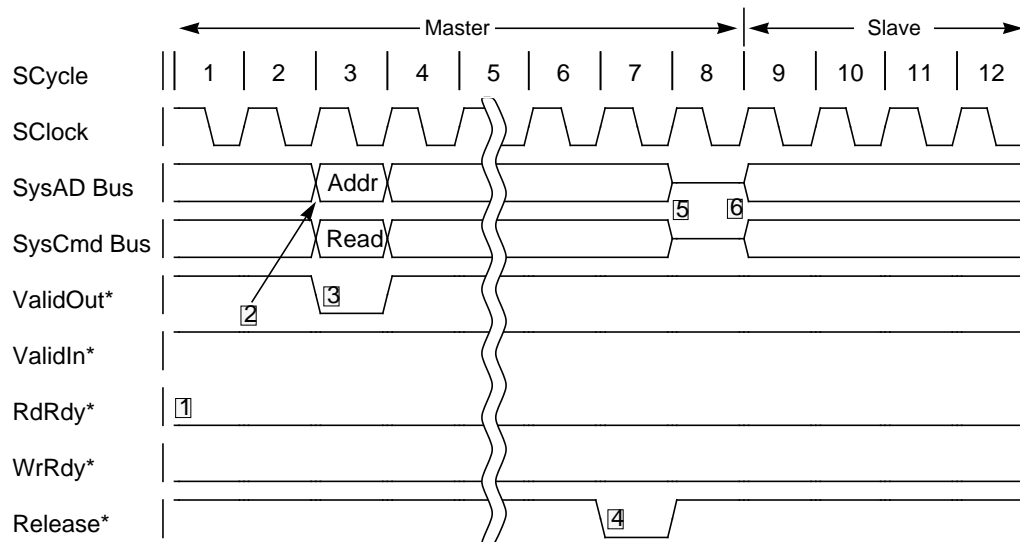 Master Slave
SCycle 1 2 3 4 5 6 7 8 9 10 11 12
SClock
SysAD Bus Addr
5 6
SysCmd Bus Read
ValidOut* 3
2
ValidIn*
RdRdy* 1
WrRdy*
Release* 4